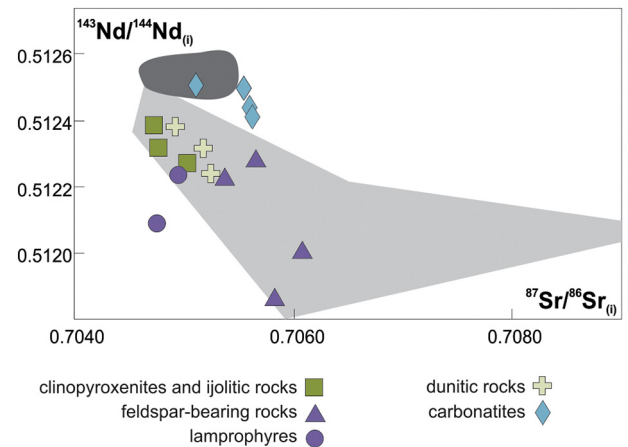 143Nd/144Nd(i)
0.5126
0.5124
0.5122
0.5120
87Sr/86Sr(i)
0.7040
0.7060
0.7080
clinopyroxenites and ijolitic rocks
feldspar-bearing rocks
lamprophyres
dunitic rocks
carbonatites